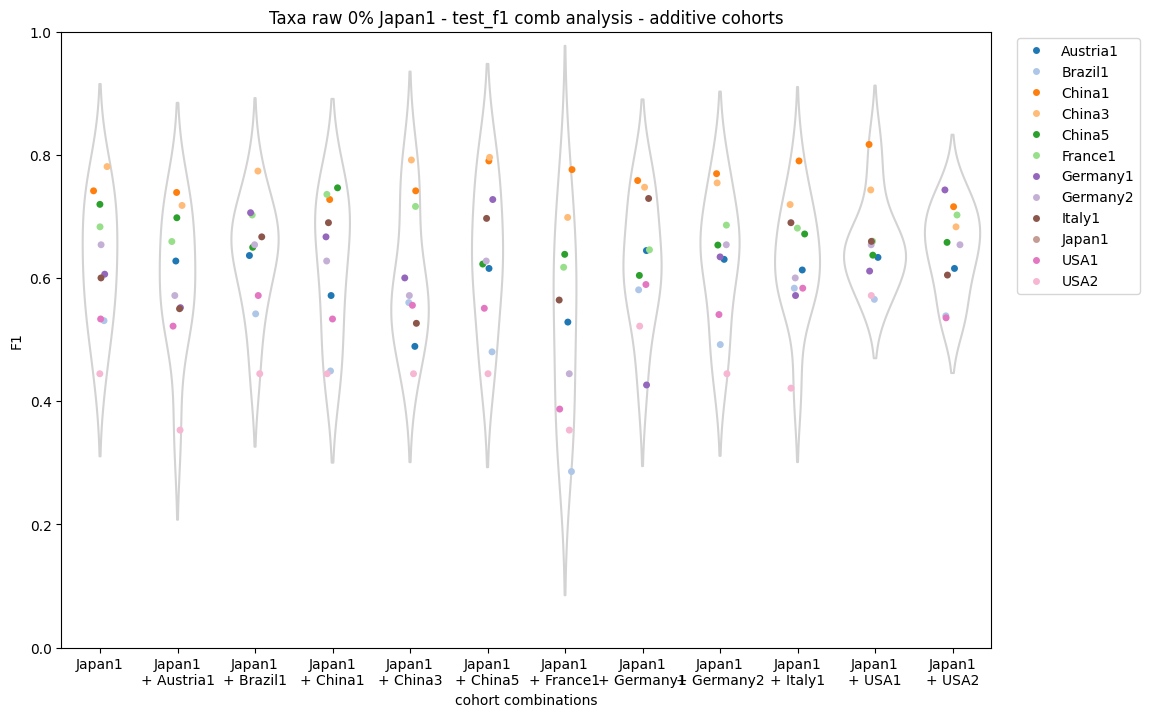 Taxa raw 0% Japan1 - test_f1 comb analysis - additive cohorts
1.0
0.8
0.6
0.4
0.2
0.0
F1
Japan1
Japan1
+ Austria1
Japan1
+ Brazil1
Japan1
+ China1
Japan1
+ China3
Japan1
+ China5
Japan1
+ France1
Japan1
+ Germany1
Japan1
+ Germany2
Japan1
+ Italy1
Japan1
+ USA1
Japan1
+ USA2
cohort combinations
Austria1
Brazil1
China1
China3
China5
France1
Germany1
Germany2
Italy1
Japan1
USA1
USA2